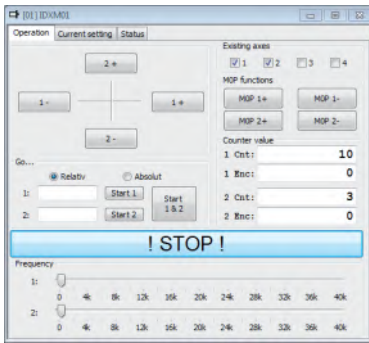 [01] IDXM01
Operation Current setting Status
Existing axes
1 2 3 4
2 +
1 - 1 +
2 -
MOP functions
MOP 1+ MOP 1-
MOP 2+ MOP 2-
Counter value
1 Cnt: 10
1 Enc: 0
2 Cnt: 3
2 Enc: 0
Go...
Relativ Absolut
1: Start 1
2: Start 2
Start
1 & 2
! STOP !
Frequency
1:
0 4k 8k 12k 16k 20k 24k 28k 32k 36k 40k
2:
0 4k 8k 12k 16k 20k 24k 28k 32k 36k 40k